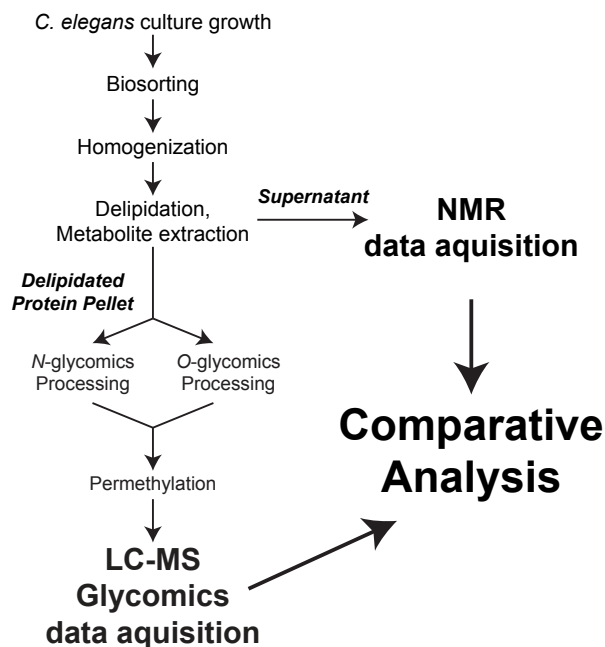 C. elegans culture growth
Biosorting
Homogenization
Delipidation,
Metabolite extraction
Supernatant
NMR
data aquisition
Delipidated
Protein Pellet
N-glycomics
Processing
O-glycomics
Processing
Comparative
Analysis
Permethylation
LC-MS
Glycomics
data aquisition